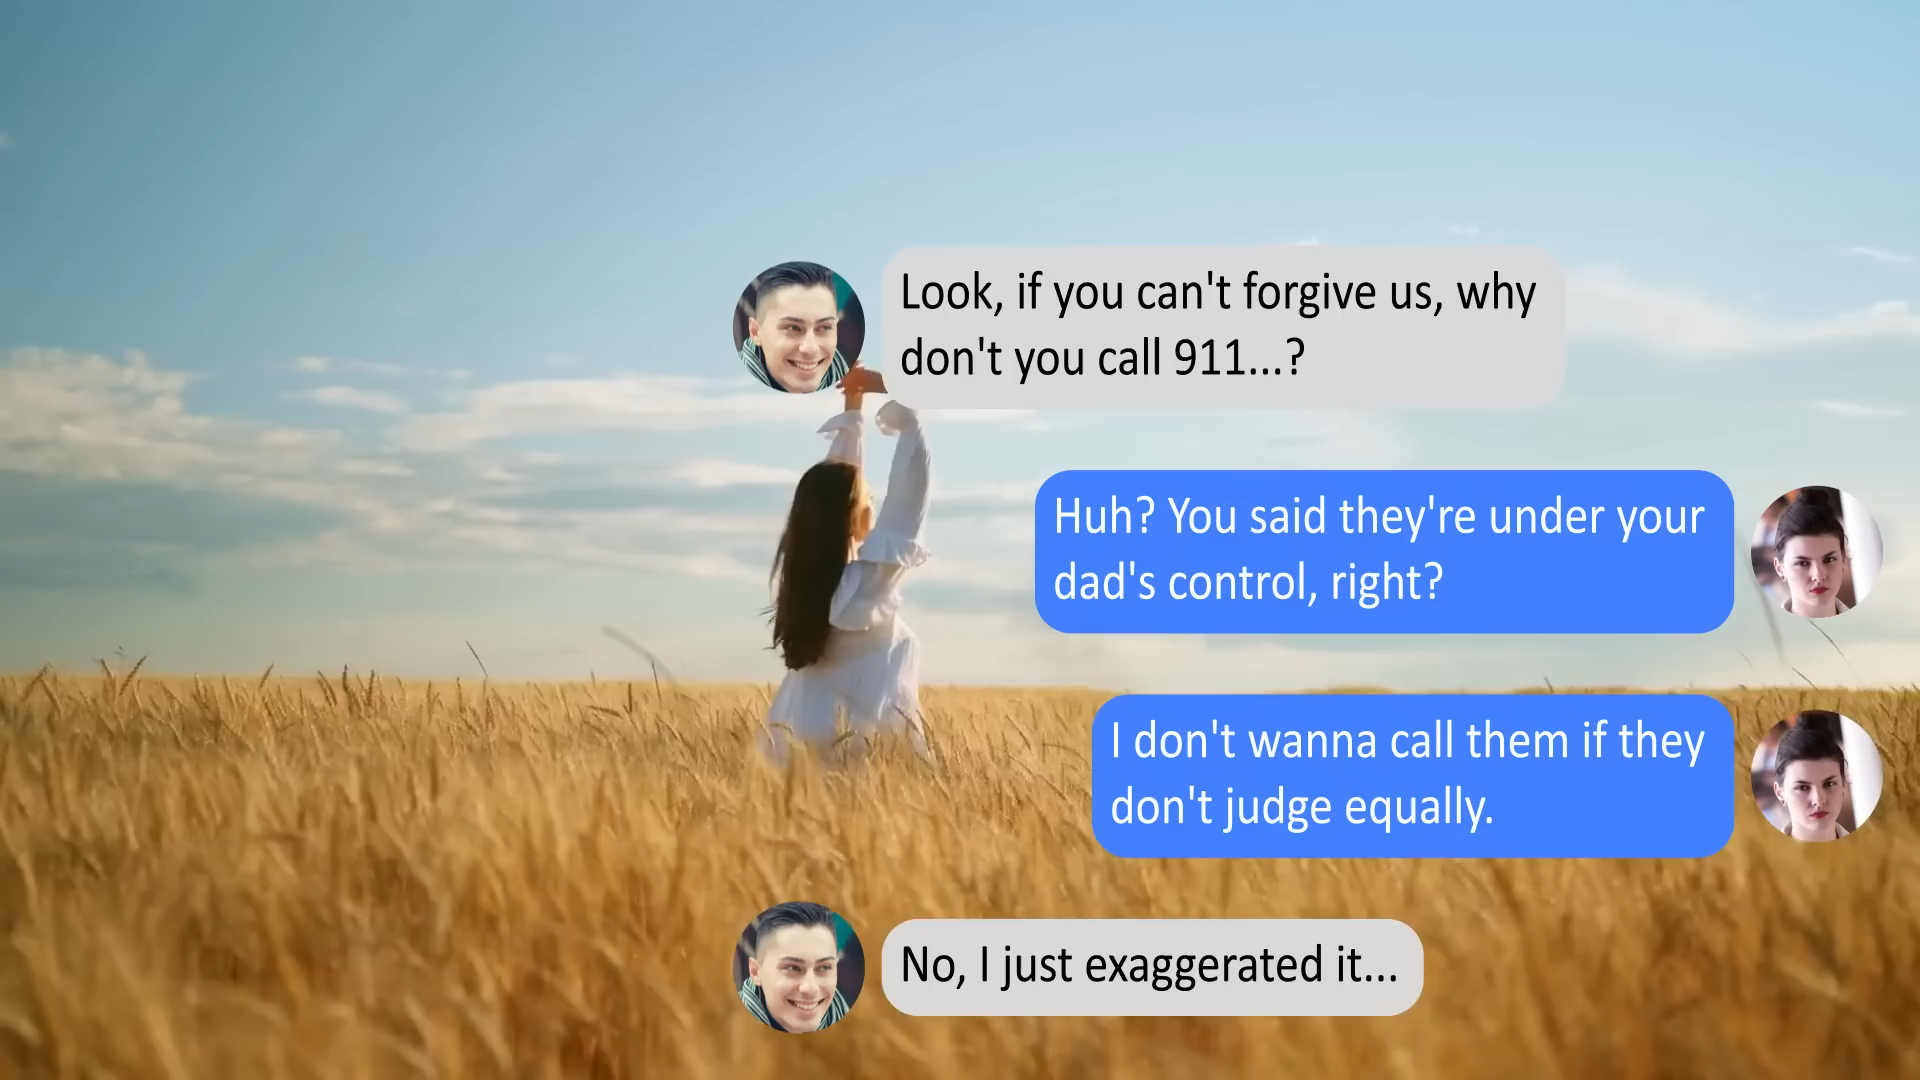 Look, if you can't forgive us, why
don't you call 911...?
Huh? You said they're under your
dad's control, right?
I don't wanna call them if they
don't judge equally.
No, I just exaggerated it...